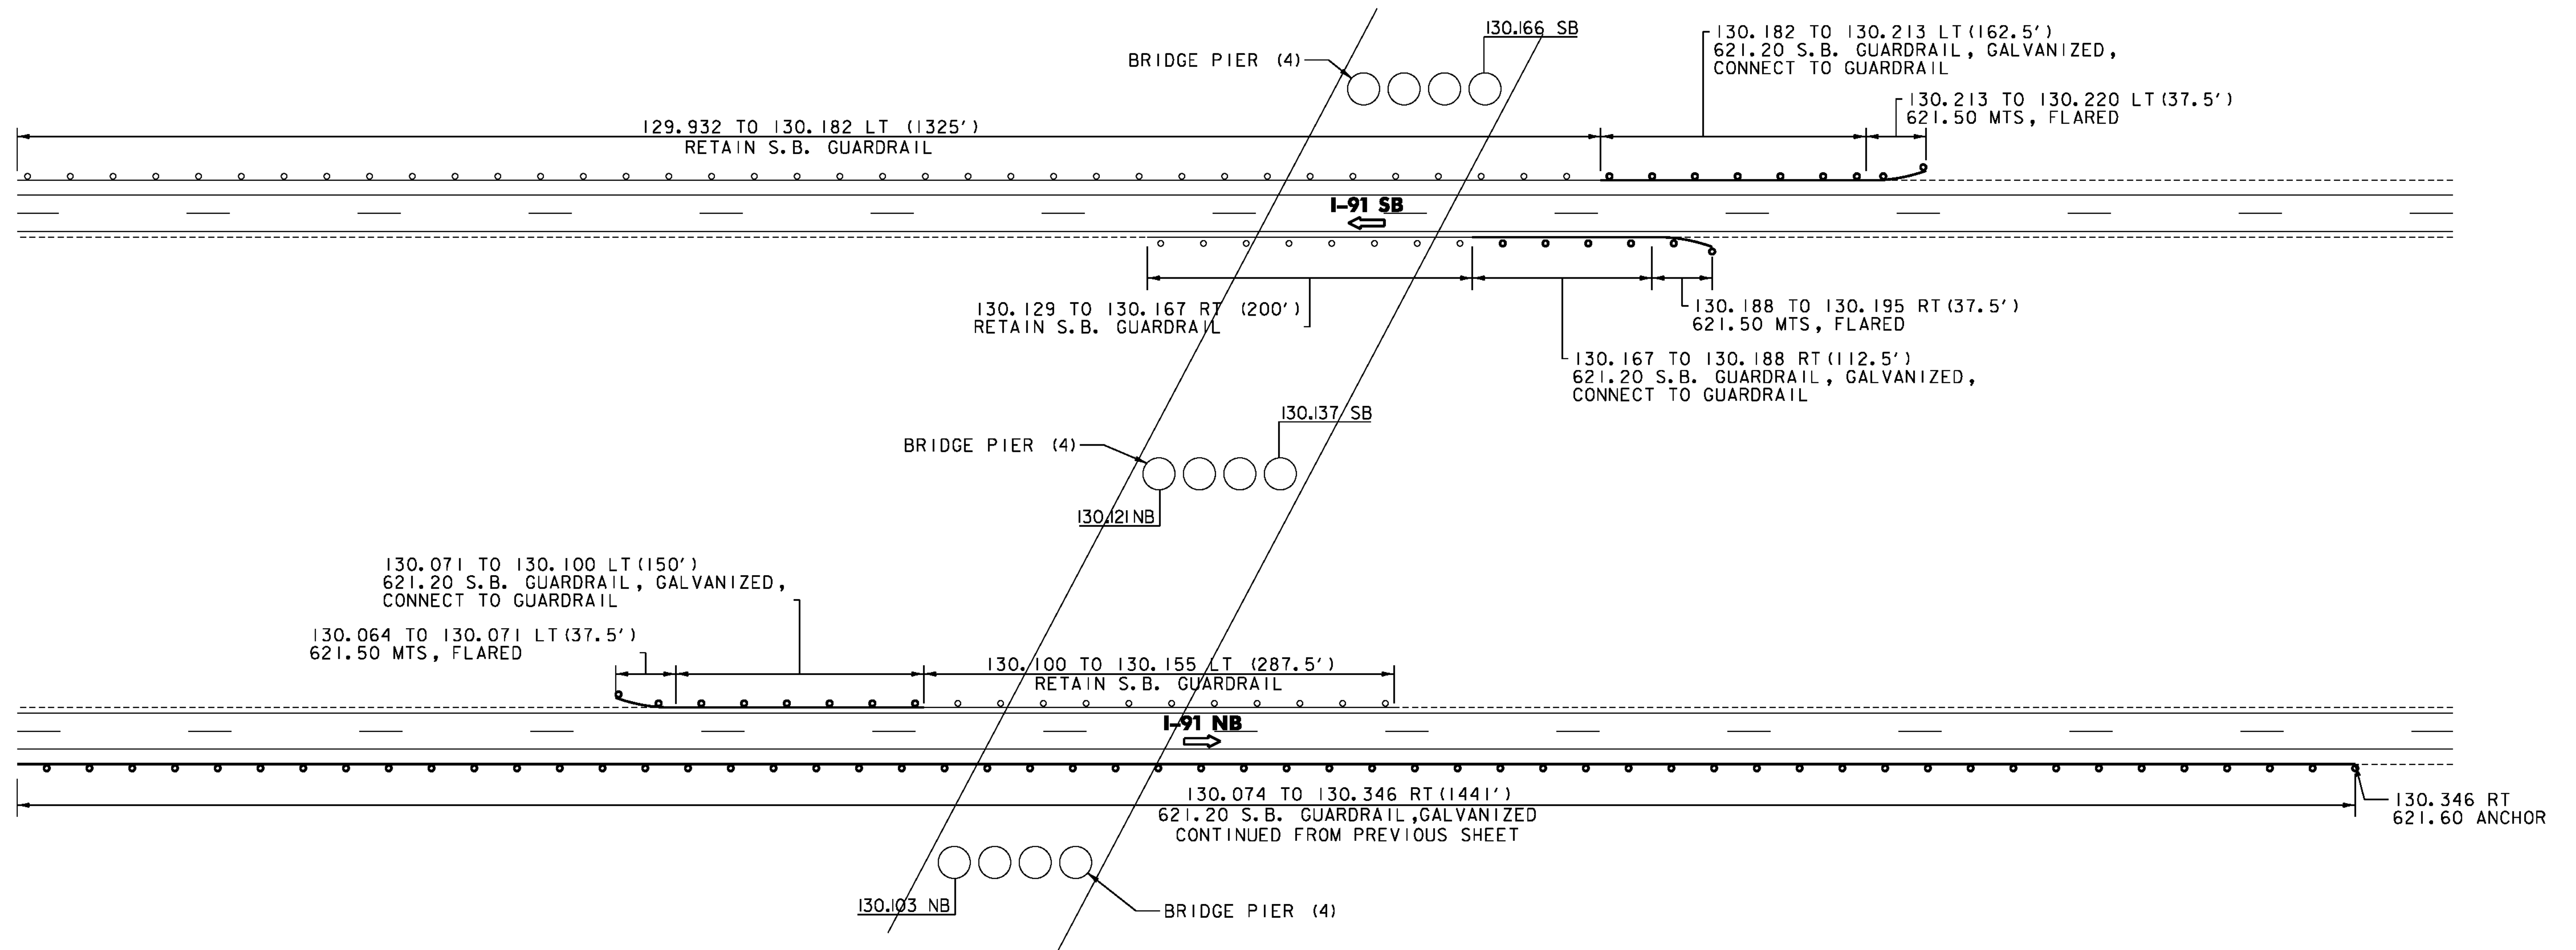 130.166 SB
BRIDGE PIER (4)
130.182 TO 130.213 LT (162.5')
621.20 S.B. GUARDRAIL, GALVANIZED,
CONNECT TO GUARDRAIL
130.213 TO 130.220 LT (37.5')
621.50 MTS, FLARED
129.932 TO 130.182 LT (1325')
RETAIN S.B. GUARDRAIL
I-91 SB
130.129 TO 130.167 RT (200')
RETAIN S.B. GUARDRAIL
130.188 TO 130.195 RT (37.5')
621.50 MTS, FLARED
130.167 TO 130.188 RT (112.5')
621.20 S.B. GUARDRAIL, GALVANIZED,
CONNECT TO GUARDRAIL
130.137 SB
BRIDGE PIER (4)
130.121 NB
130.071 TO 130.100 LT (150')
621.20 S.B. GUARDRAIL, GALVANIZED,
CONNECT TO GUARDRAIL
130.064 TO 130.071 LT (37.5')
621.50 MTS, FLARED
130.100 TO 130.155 LT (287.5')
RETAIN S.B. GUARDRAIL
I-91 NB
130.074 TO 130.346 RT (1441')
621.20 S.B. GUARDRAIL, GALVANIZED
CONTINUED FROM PREVIOUS SHEET
130.346 RT
621.60 ANCHOR
130.103 NB
BRIDGE PIER (4)